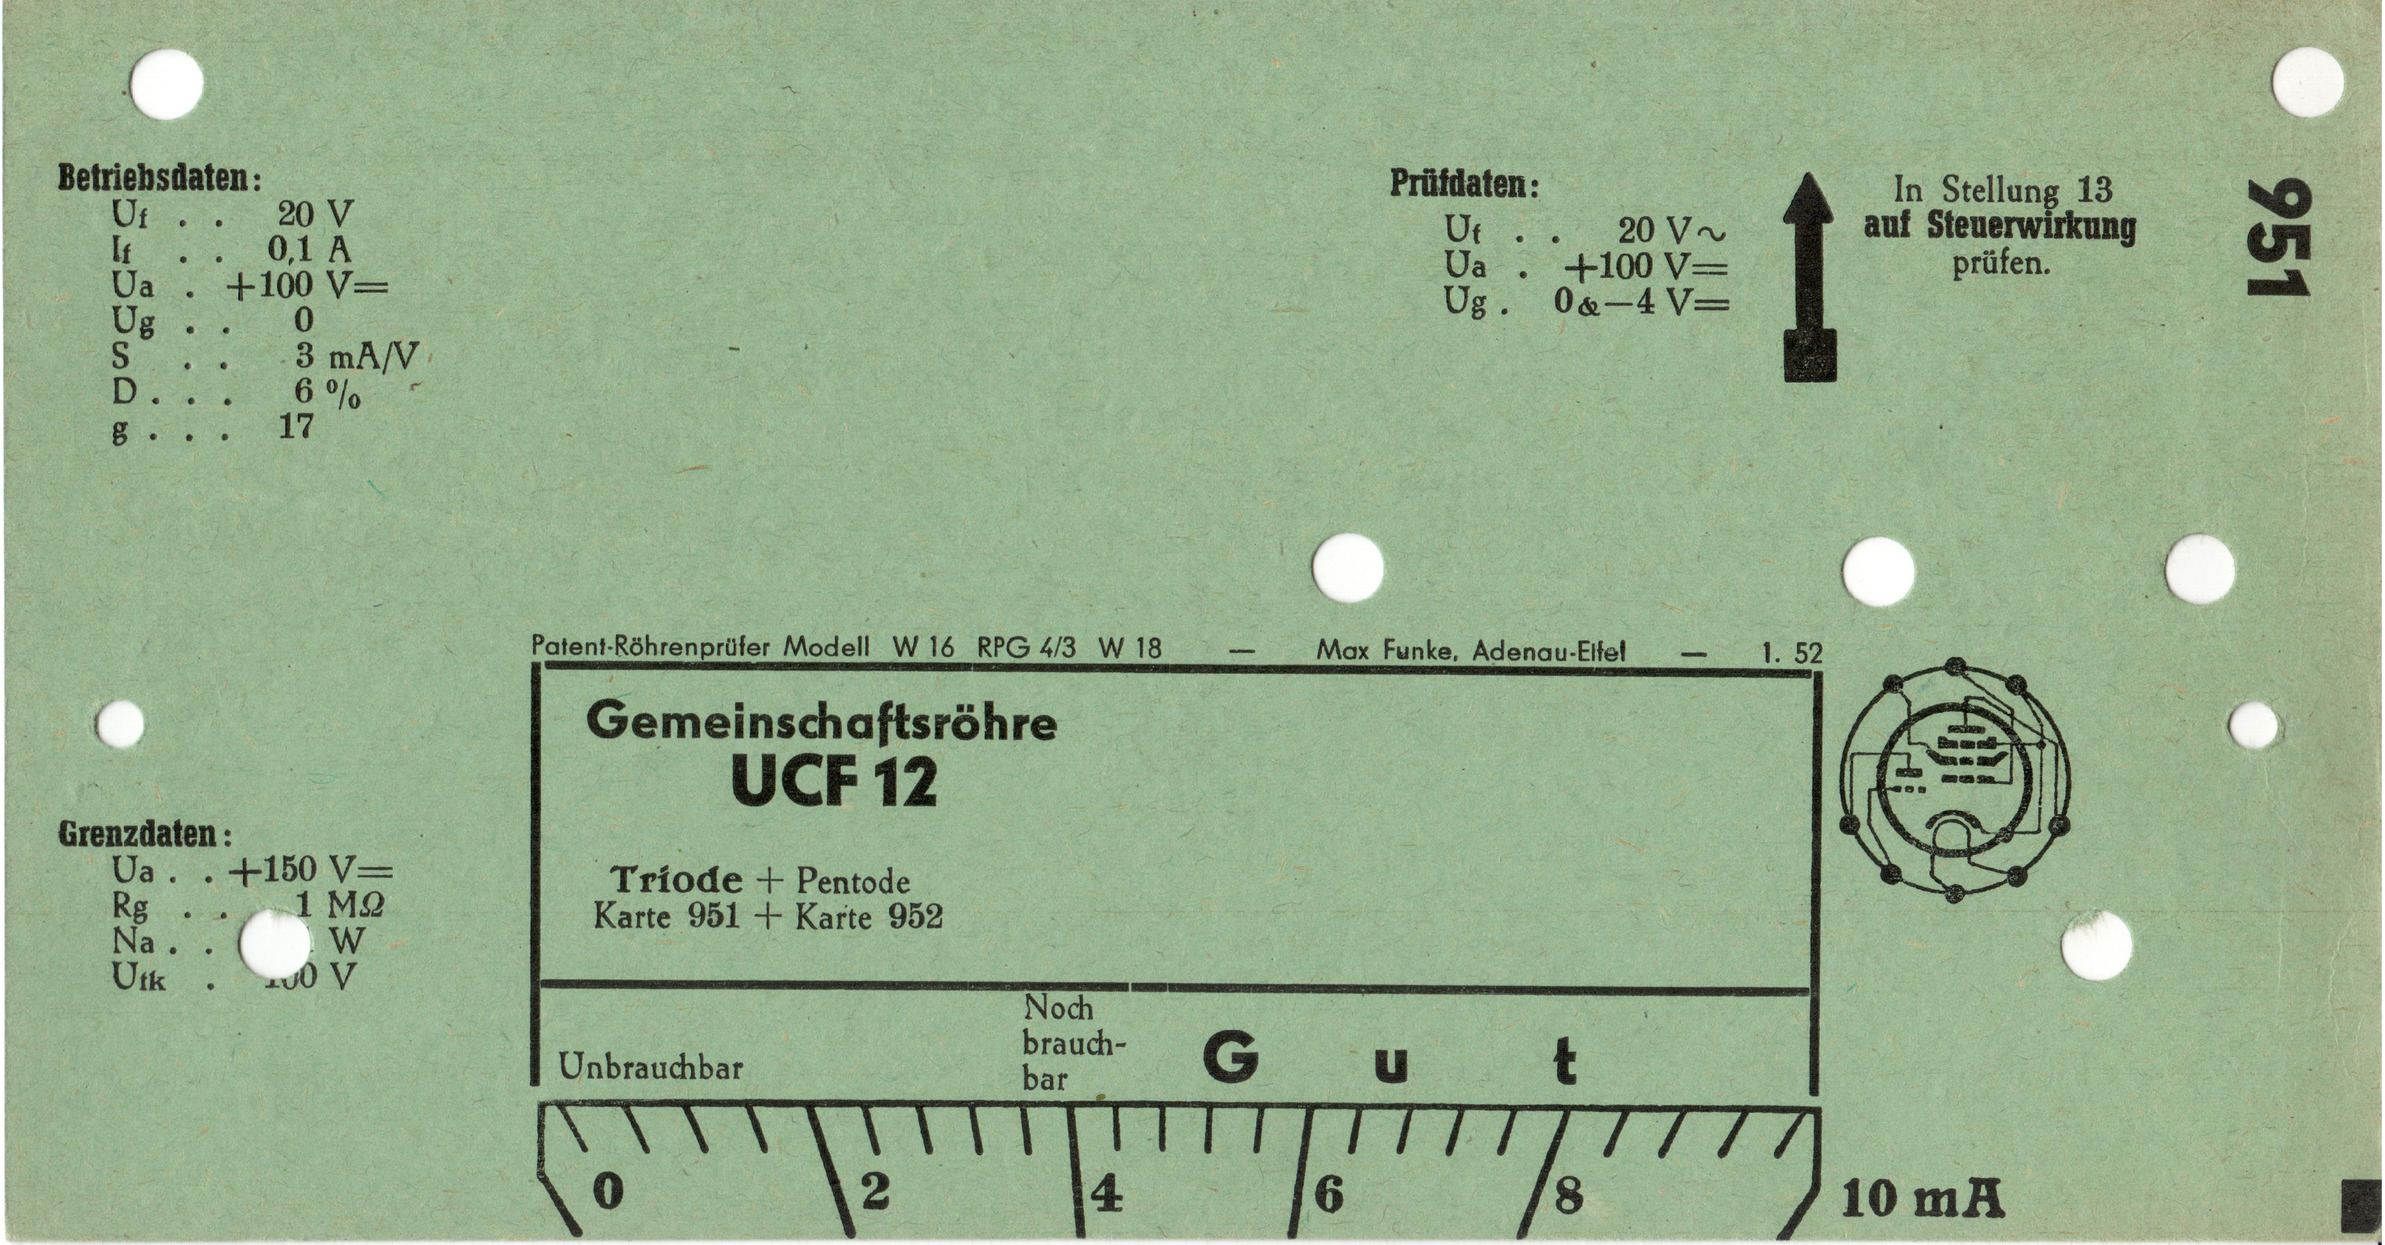 Betriebsdaten:
Uf . . 20 V
If . . 0,1 A
Ua . +100 V=
Ug . . 0
S . . 3 mA/V
D . . . 6 %
g . . . 17
Prüfdaten:
Uf . . 20 V~
Ua . +100 V=
Ug . 0 & −4 V=
In Stellung 13
auf Steuerwirkung
prüfen.
951
Patent-Röhrenprüfer Modell W 16 RPG 4/3 W 18 — Max Funke, Adenau-Eifel — 1. 52
Gemeinschaftsröhre
UCF 12
Triode + Pentode
Karte 951 + Karte 952
Grenzdaten:
Ua . . +150 V=
Rg . . 1 MΩ
Na . . W
Ufk . V
Unbrauchbar
Noch
brauch-
bar
Gut
0 2 4 6 8 10 mA